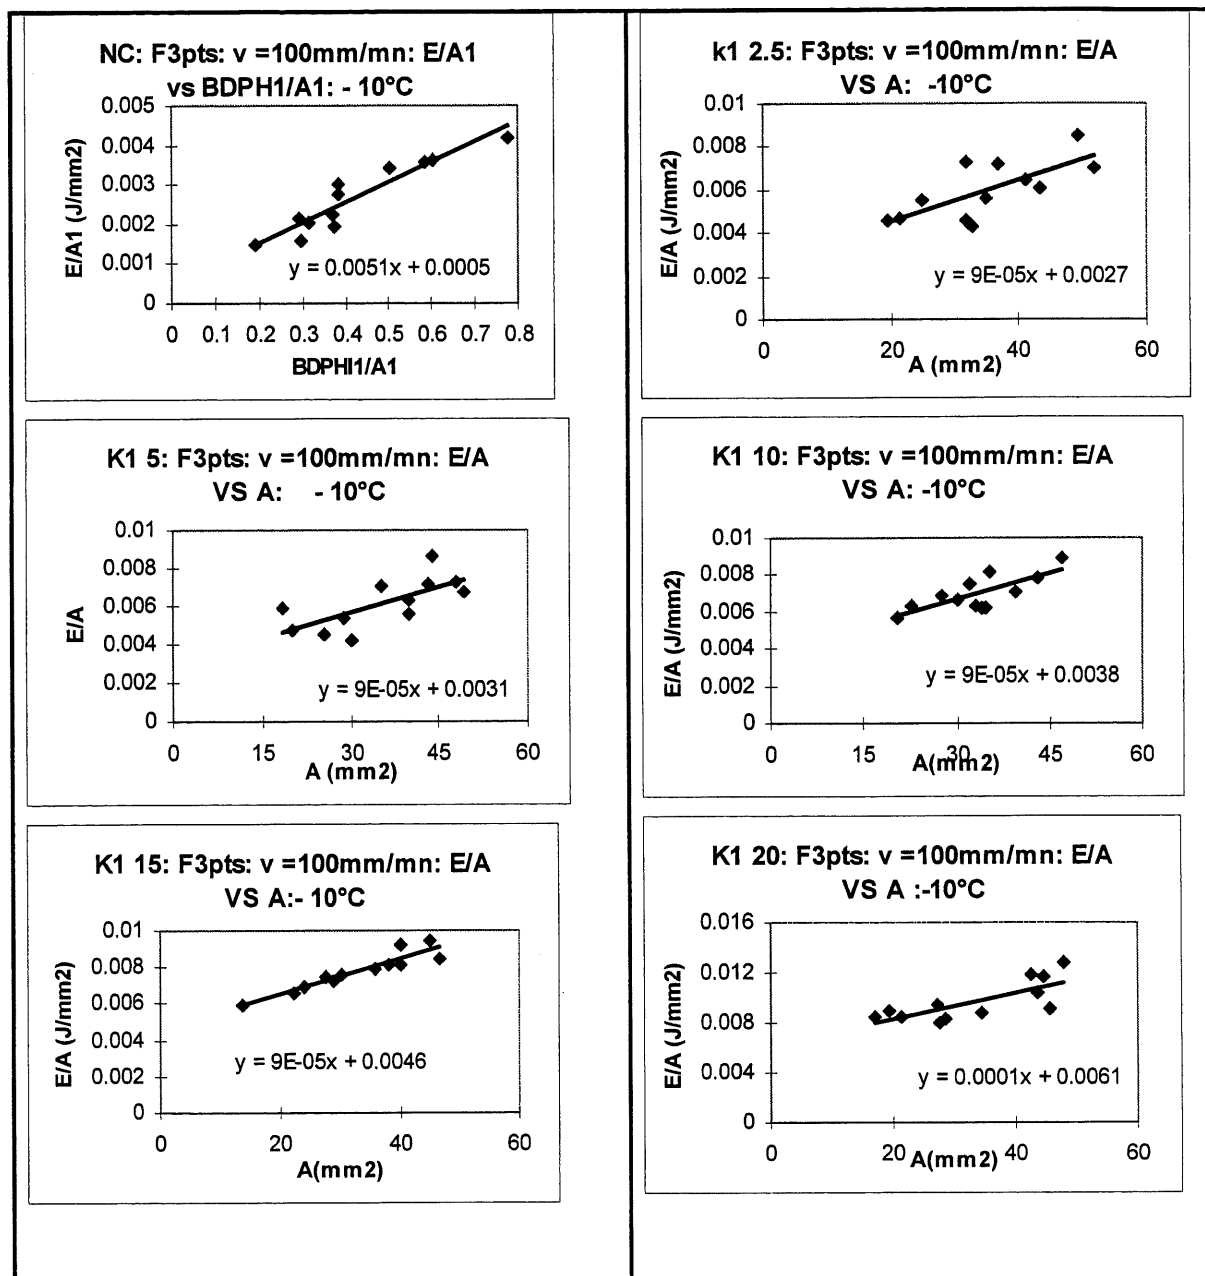 NC: F3pts: v =100mm/mn: E/A1
vs BDPH1/A1: - 10°C
E/A1 (J/mm2)
0.005
0.004
0.003
0.002
0.001
0
y = 0.0051x + 0.0005
0 0.1 0.2 0.3 0.4 0.5 0.6 0.7 0.8
BDPHI1/A1
k1 2.5: F3pts: v =100mm/mn: E/A
VS A: -10°C
E/A (J/mm2)
0.01
0.008
0.006
0.004
0.002
0
y = 9E-05x + 0.0027
0 20 40 60
A (mm2)
K1 5: F3pts: v =100mm/mn: E/A
VS A: - 10°C
E/A
0.01
0.008
0.006
0.004
0.002
0
y = 9E-05x + 0.0031
0 15 30 45 60
A (mm2)
K1 10: F3pts: v =100mm/mn: E/A
VS A: -10°C
E/A (J/mm2)
0.01
0.008
0.006
0.004
0.002
0
y = 9E-05x + 0.0038
0 15 30 45 60
A(mm2)
K1 15: F3pts: v =100mm/mn: E/A
VS A:- 10°C
E/A (J/mm2)
0.01
0.008
0.006
0.004
0.002
0
y = 9E-05x + 0.0046
0 20 40 60
A(mm2)
K1 20: F3pts: v =100mm/mn: E/A
VS A :-10°C
E/A (J/mm2)
0.016
0.012
0.008
0.004
0
y = 0.0001x + 0.0061
0 20 40 60
A(mm2)